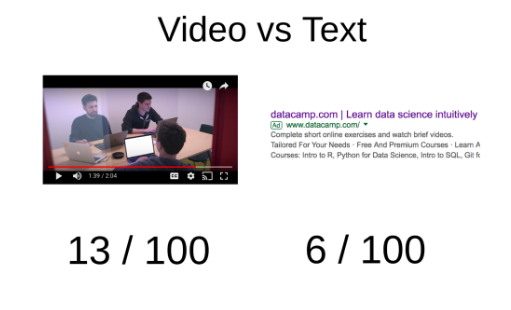 Video vs Text
1:39 / 2:04
CC
datacamp.com | Learn data science intuitively
Ad www.datacamp.com/
Complete short online exercises and watch brief videos.
Tailored For Your Needs · Free And Premium Courses · Learn A
Courses: Intro to R, Python for Data Science, Intro to SQL, Git f
13 / 100
6 / 100